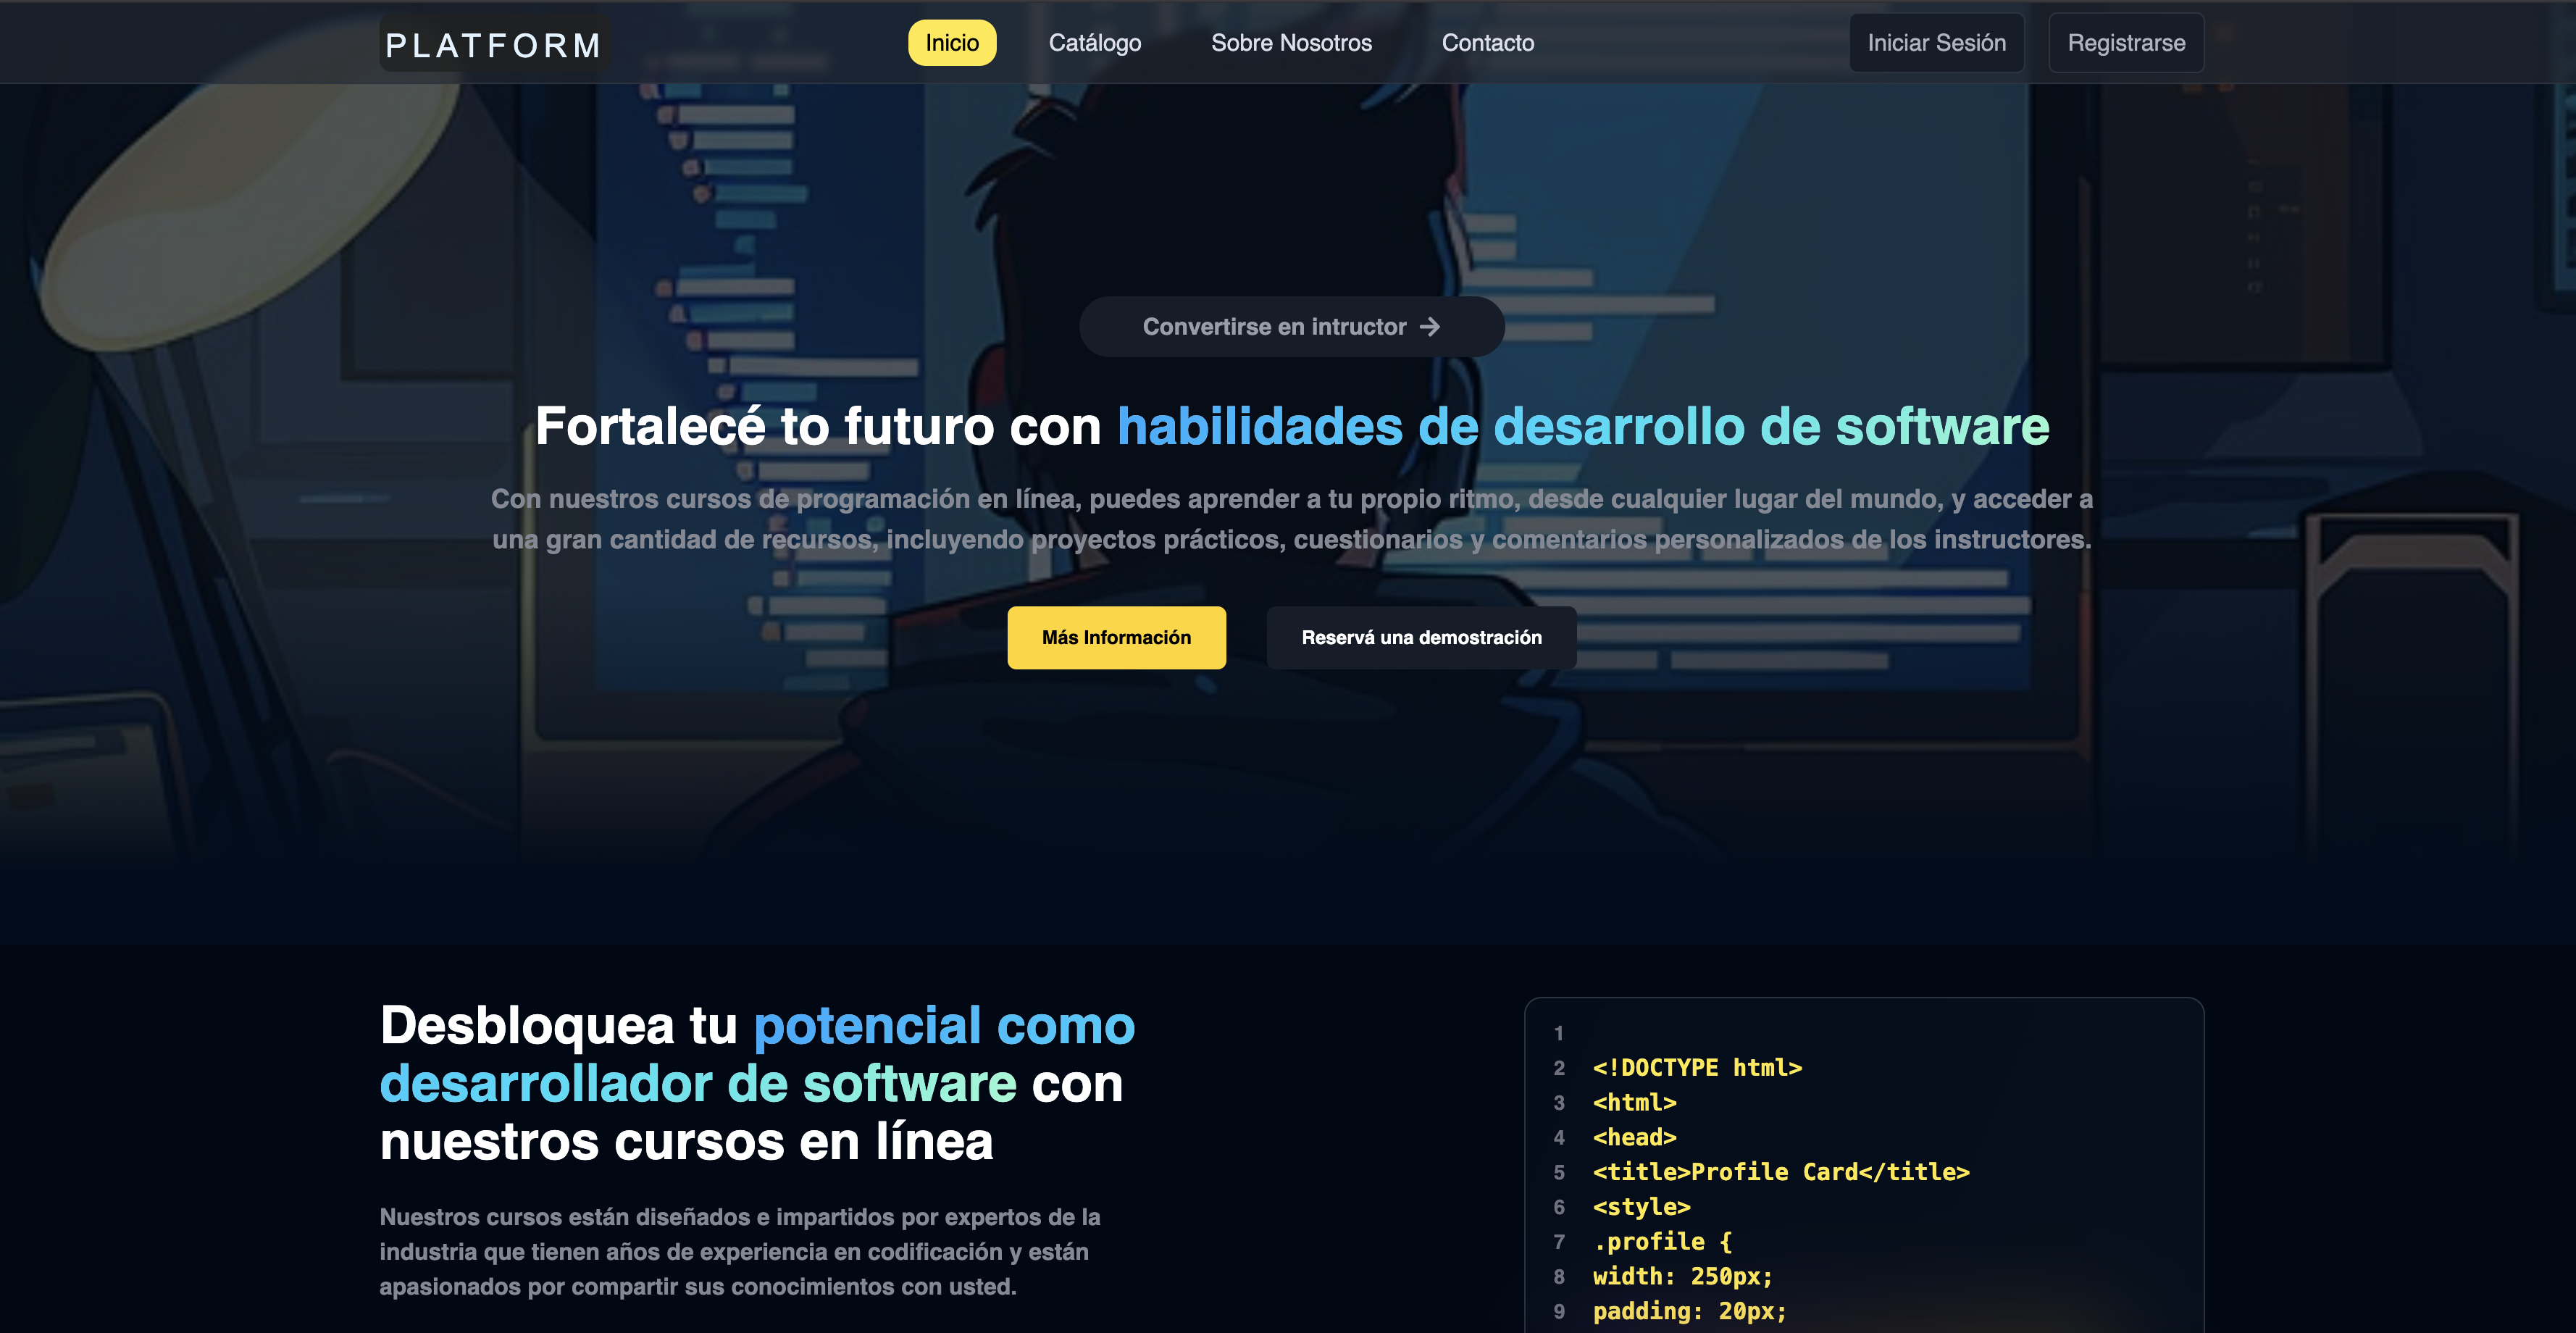 PLATFORM
Inicio
Catálogo
Sobre Nosotros
Contacto
Iniciar Sesión
Registrarse
Convertirse en intructor →
Fortalecé to futuro con habilidades de desarrollo de software
Con nuestros cursos de programación en línea, puedes aprender a tu propio ritmo, desde cualquier lugar del mundo, y acceder a
una gran cantidad de recursos, incluyendo proyectos prácticos, cuestionarios y comentarios personalizados de los instructores.
Más Información
Reservá una demostración
Desbloquea tu potencial como
desarrollador de software con
nuestros cursos en línea
Nuestros cursos están diseñados e impartidos por expertos de la
industria que tienen años de experiencia en codificación y están
apasionados por compartir sus conocimientos con usted.
1
2 <!DOCTYPE html>
3 <html>
4 <head>
5 <title>Profile Card</title>
6 <style>
7 .profile {
8 width: 250px;
9 padding: 20px;